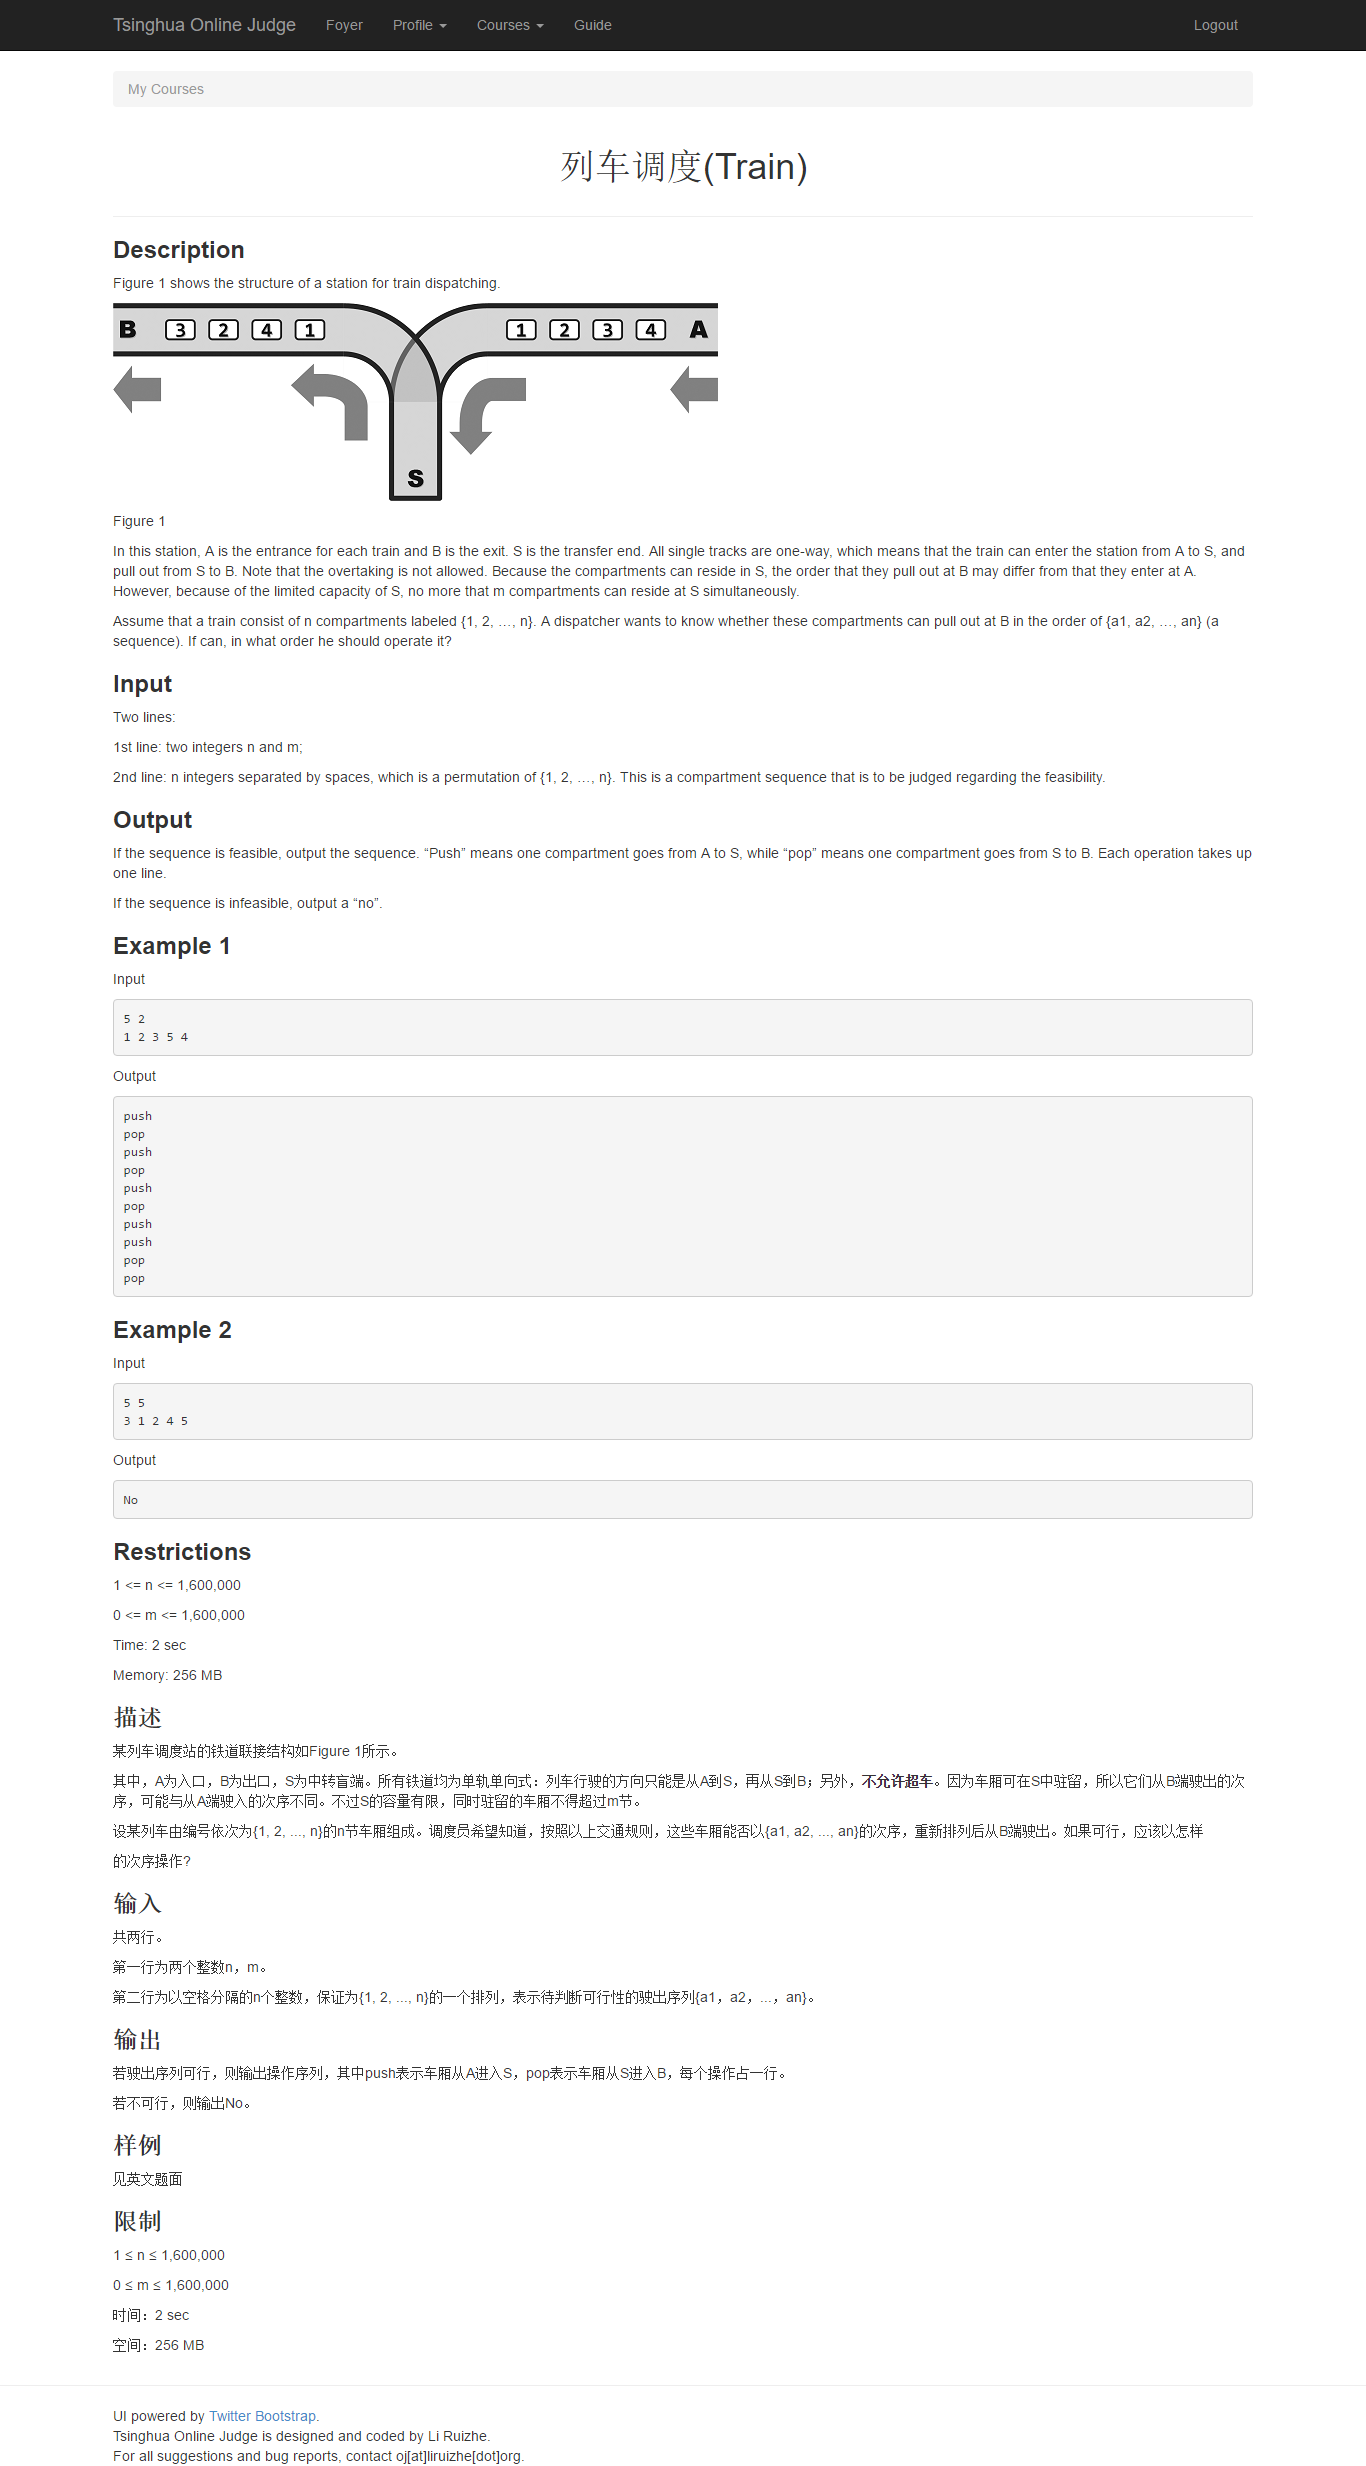 Tsinghua Online Judge Foyer Profile Courses Guide Logout
My Courses
列车调度(Train)
Description
Figure 1 shows the structure of a station for train dispatching.
B 3 2 4 1 1 2 3 4 A
S
Figure 1
In this station, A is the entrance for each train and B is the exit. S is the transfer end. All single tracks are one-way, which means that the train can enter the station from A to S, and
pull out from S to B. Note that the overtaking is not allowed. Because the compartments can reside in S, the order that they pull out at B may differ from that they enter at A.
However, because of the limited capacity of S, no more that m compartments can reside at S simultaneously.
Assume that a train consist of n compartments labeled {1, 2, …, n}. A dispatcher wants to know whether these compartments can pull out at B in the order of {a1, a2, …, an} (a
sequence). If can, in what order he should operate it?
Input
Two lines:
1st line: two integers n and m;
2nd line: n integers separated by spaces, which is a permutation of {1, 2, …, n}. This is a compartment sequence that is to be judged regarding the feasibility.
Output
If the sequence is feasible, output the sequence. “Push” means one compartment goes from A to S, while “pop” means one compartment goes from S to B. Each operation takes up
one line.
If the sequence is infeasible, output a “no”.
Example 1
Input
5 2
1 2 3 5 4
Output
push
pop
push
pop
push
pop
push
push
pop
pop
Example 2
Input
5 5
3 1 2 4 5
Output
No
Restrictions
1 <= n <= 1,600,000
0 <= m <= 1,600,000
Time: 2 sec
Memory: 256 MB
描述
某列车调度站的铁道联接结构如Figure 1所示。
其中，A为入口，B为出口，S为中转盲端。所有铁道均为单轨单向式：列车行驶的方向只能是从A到S，再从S到B；另外，不允许超车。因为车厢可在S中驻留，所以它们从B端驶出的次
序，可能与从A端驶入的次序不同。不过S的容量有限，同时驻留的车厢不得超过m节。
设某列车由编号依次为{1, 2, ..., n}的n节车厢组成。调度员希望知道，按照以上交通规则，这些车厢能否以{a1, a2, ..., an}的次序，重新排列后从B端驶出。如果可行，应该以怎样
的次序操作?
输入
共两行。
第一行为两个整数n，m。
第二行为以空格分隔的n个整数，保证为{1, 2, ..., n}的一个排列，表示待判断可行性的驶出序列{a1，a2，...，an}。
输出
若驶出序列可行，则输出操作序列，其中push表示车厢从A进入S，pop表示车厢从S进入B，每个操作占一行。
若不可行，则输出No。
样例
见英文题面
限制
1 ≤ n ≤ 1,600,000
0 ≤ m ≤ 1,600,000
时间：2 sec
空间：256 MB
UI powered by Twitter Bootstrap.
Tsinghua Online Judge is designed and coded by Li Ruizhe.
For all suggestions and bug reports, contact oj[at]liruizhe[dot]org.